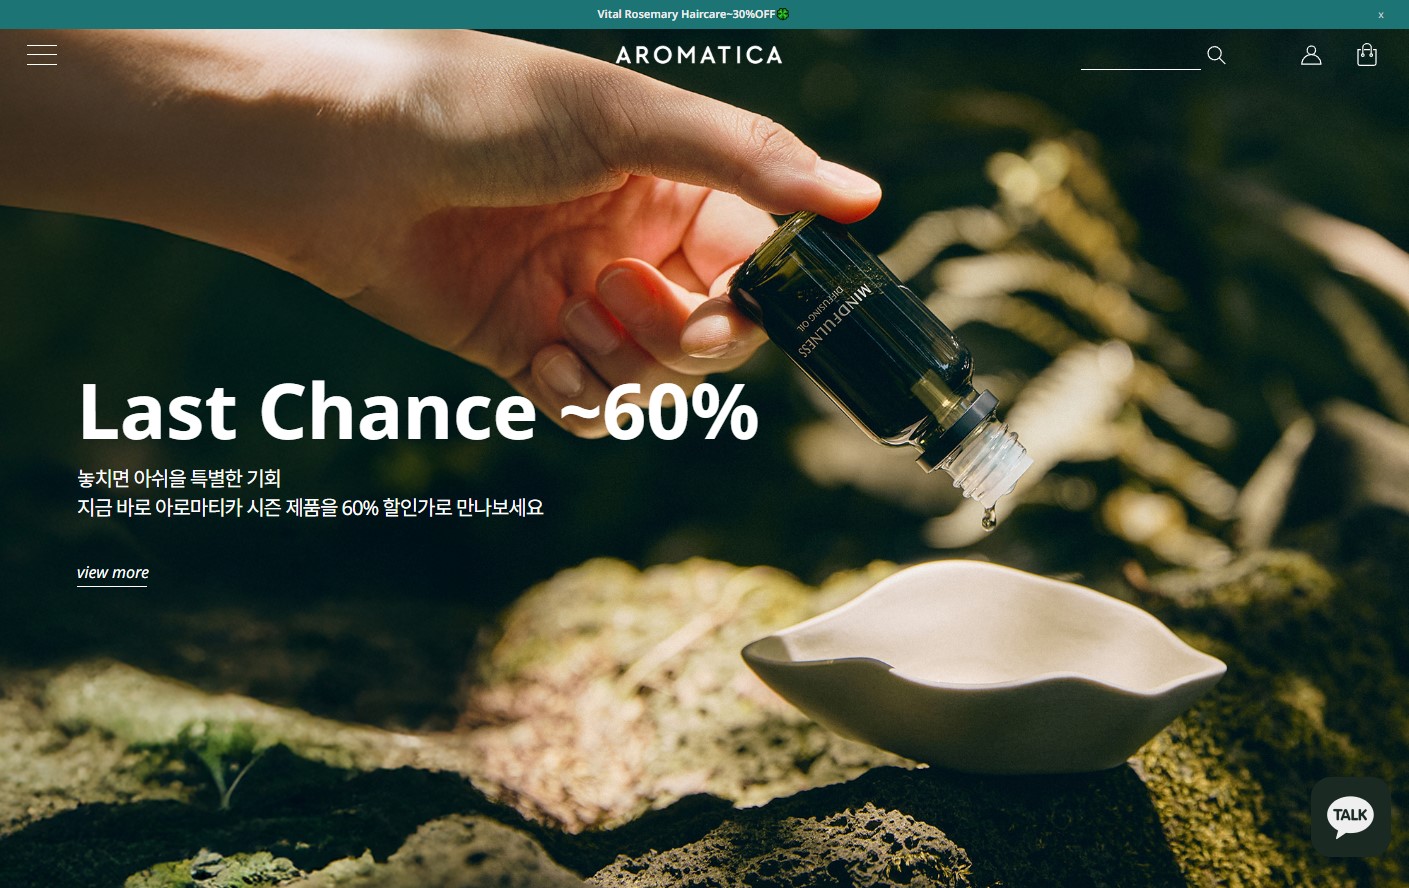 Vital Rosemary Haircare~30%OFF🍀
x
AROMATICA
MINDFULNESS
DIFFUSING OIL
Last Chance ~60%
놓치면 아쉬울 특별한 기회
지금 바로 아로마티카 시즌 제품을 60% 할인가로 만나보세요
view more
TALK